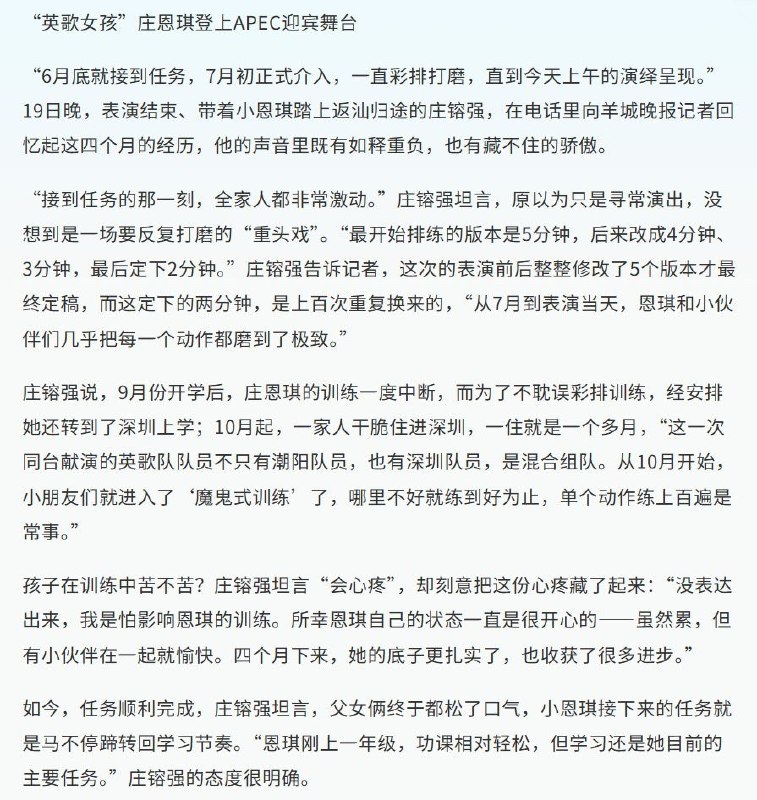 “英歌女孩”庄恩琪登上APEC迎宾舞台
“6月底就接到任务，7月初正式介入，一直彩排打磨，直到今天上午的演绎呈现。”
19日晚，表演结束、带着小恩琪踏上返汕归途的庄镕强，在电话里向羊城晚报记者回
忆起这四个月的经历，他的声音里既有如释重负，也有藏不住的骄傲。
“接到任务的那一刻，全家人都非常激动。”庄镕强坦言，原以为只是寻常演出，没
想到是一场要反复打磨的“重头戏”。“最开始排练的版本是5分钟，后来改成4分钟、
3分钟，最后定下2分钟。”庄镕强告诉记者，这次的表演前后整整修改了5个版本才最
终定稿，而这定下的两分钟，是上百次重复换来的，“从7月到表演当天，恩琪和小伙
伴们几乎把每一个动作都磨到了极致。”
庄镕强说，9月份开学后，庄恩琪的训练一度中断，而为了不耽误彩排训练，经安排
她还转到了深圳上学；10月起，一家人干脆住进深圳，一住就是一个多月，“这一次
同台献演的英歌队队员不只有潮阳队员，也有深圳队员，是混合组队。从10月开始，
小朋友们就进入了‘魔鬼式训练’了，哪里不好就练到好为止，单个动作练上百遍是
常事。”
孩子在训练中苦不苦？庄镕强坦言“会心疼”，却刻意把这份心疼藏了起来：“没表达
出来，我是怕影响恩琪的训练。所幸恩琪自己的状态一直是很开心的——虽然累，但
有小伙伴在一起就愉快。四个月下来，她的底子更扎实了，也收获了很多进步。”
如今，任务顺利完成，庄镕强坦言，父女俩终于都松了口气，小恩琪接下来的任务就
是马不停蹄转回学习节奏。“恩琪刚上一年级，功课相对轻松，但学习还是她目前的
主要任务。”庄镕强的态度很明确。